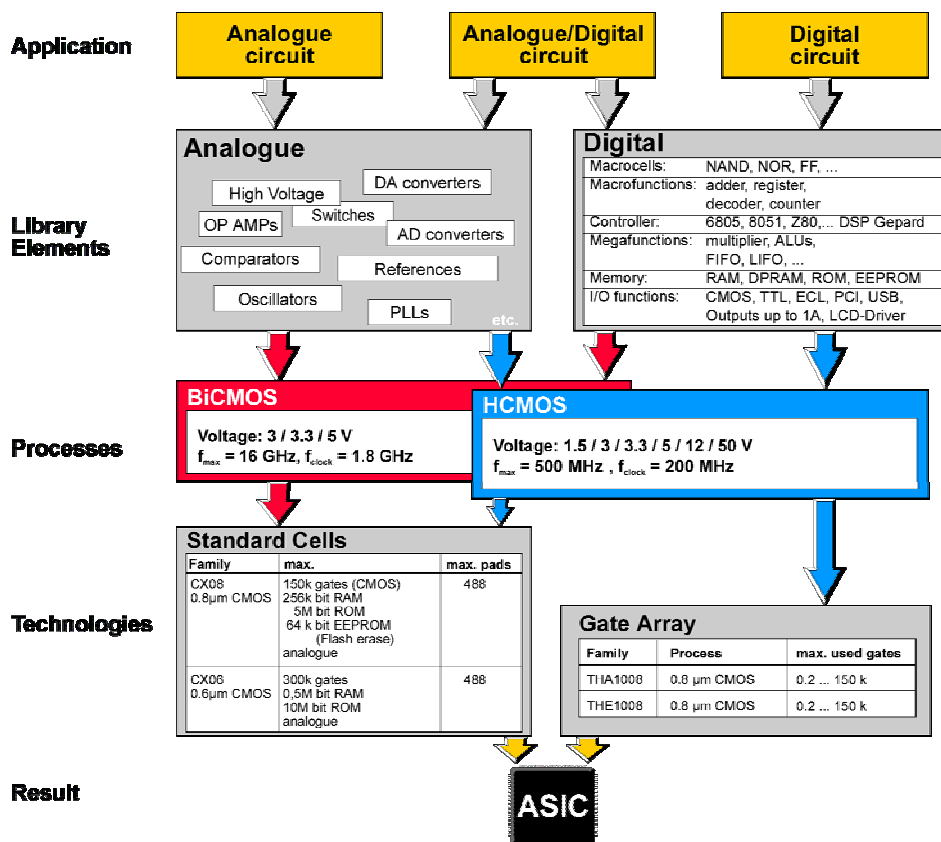 Application
Analogue circuit
Analogue/Digital circuit
Digital circuit
Library Elements
Analogue
High Voltage
DA converters
OP AMPs
Switches
AD converters
Comparators
References
Oscillators
PLLs
etc.
Digital
Macrocells: NAND, NOR, FF, ...
Macrofunctions: adder, register,
decoder, counter
Controller: 6805, 8051, Z80,... DSP Gepard
Megafunctions: multiplier, ALUs,
FIFO, LIFO, ...
Memory: RAM, DPRAM, ROM, EEPROM
I/O functions: CMOS, TTL, ECL, PCI, USB,
Outputs up to 1A, LCD-Driver
Processes
BiCMOS
Voltage: 3 / 3.3 / 5 V
fmax = 16 GHz, fclock = 1.8 GHz
HCMOS
Voltage: 1.5 / 3 / 3.3 / 5 / 12 / 50 V
fmax = 500 MHz , fclock = 200 MHz
Technologies
Standard Cells
Family max. max. pads
CX08 150k gates (CMOS) 488
0.8µm CMOS 256k bit RAM
5M bit ROM
64 k bit EEPROM
(Flash erase)
analogue
CX06 300k gates 488
0.6µm CMOS 0,5M bit RAM
10M bit ROM
analogue
Gate Array
Family Process max. used gates
THA1008 0.8 µm CMOS 0.2 ... 150 k
THE1008 0.8 µm CMOS 0.2 ... 150 k
Result
ASIC